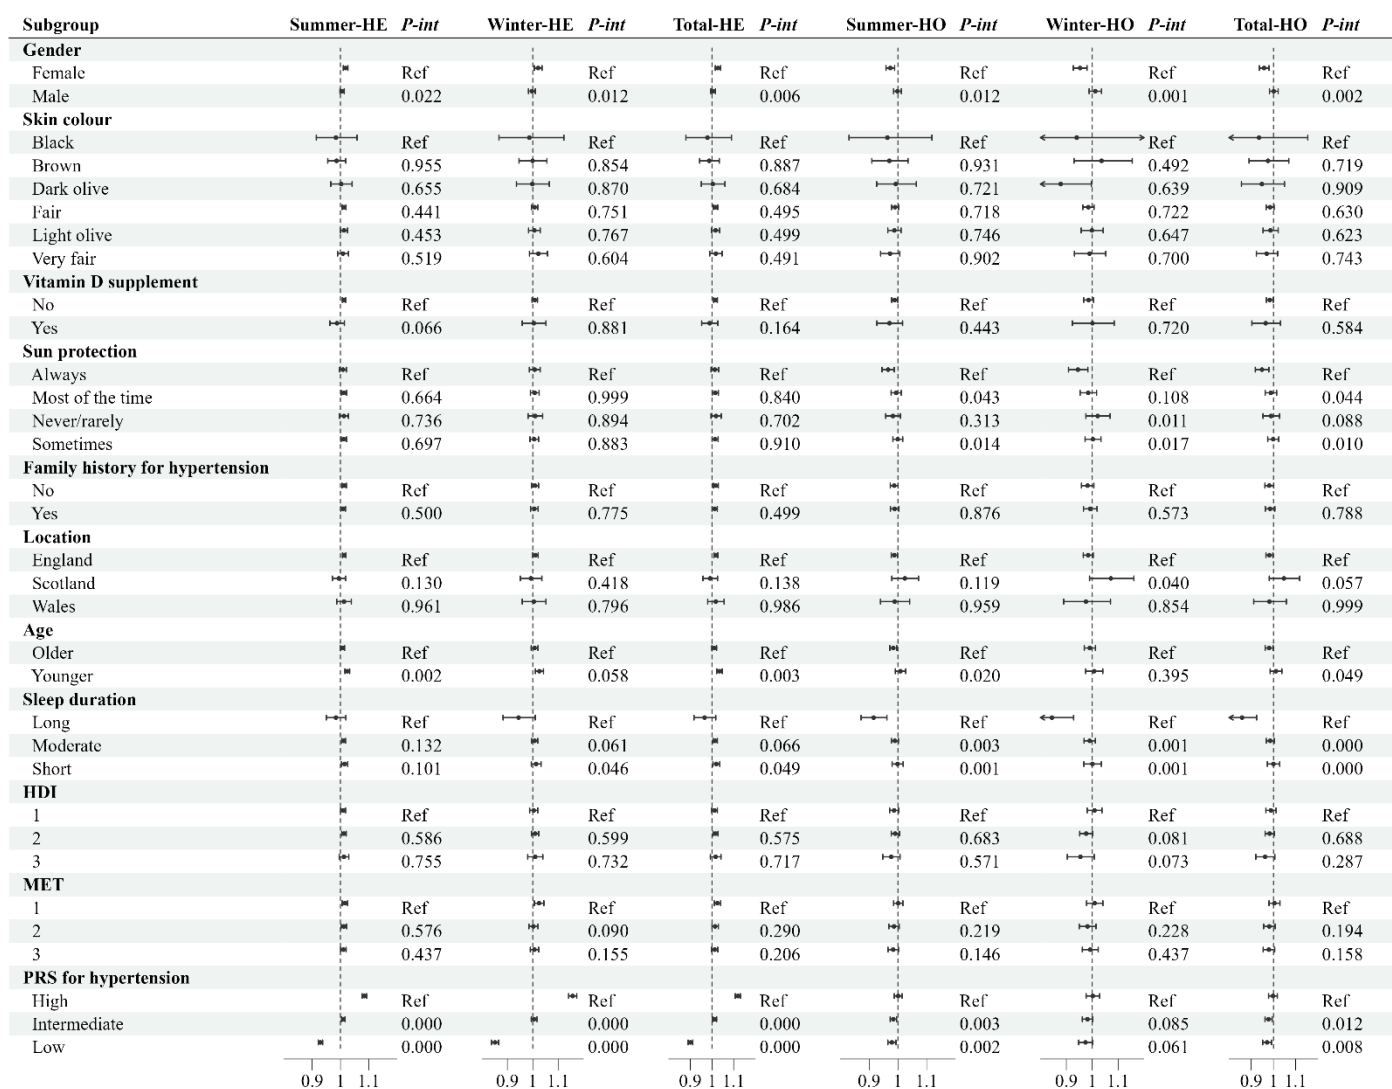 Subgroup Summer-HE P-int Winter-HE P-int Total-HE P-int Summer-HO P-int Winter-HO P-int Total-HO P-int
Gender
Female Ref Ref Ref Ref Ref Ref
Male 0.022 0.012 0.006 0.012 0.001 0.002
Skin colour
Black Ref Ref Ref Ref Ref Ref
Brown 0.955 0.854 0.887 0.931 0.492 0.719
Dark olive 0.655 0.870 0.684 0.721 0.639 0.909
Fair 0.441 0.751 0.495 0.718 0.722 0.630
Light olive 0.453 0.767 0.499 0.746 0.647 0.623
Very fair 0.519 0.604 0.491 0.902 0.700 0.743
Vitamin D supplement
No Ref Ref Ref Ref Ref Ref
Yes 0.066 0.881 0.164 0.443 0.720 0.584
Sun protection
Always Ref Ref Ref Ref Ref Ref
Most of the time 0.664 0.999 0.840 0.043 0.108 0.044
Never/rarely 0.736 0.894 0.702 0.313 0.011 0.088
Sometimes 0.697 0.883 0.910 0.014 0.017 0.010
Family history for hypertension
No Ref Ref Ref Ref Ref Ref
Yes 0.500 0.775 0.499 0.876 0.573 0.788
Location
England Ref Ref Ref Ref Ref Ref
Scotland 0.130 0.418 0.138 0.119 0.040 0.057
Wales 0.961 0.796 0.986 0.959 0.854 0.999
Age
Older Ref Ref Ref Ref Ref Ref
Younger 0.002 0.058 0.003 0.020 0.395 0.049
Sleep duration
Long Ref Ref Ref Ref Ref Ref
Moderate 0.132 0.061 0.066 0.003 0.001 0.000
Short 0.101 0.046 0.049 0.001 0.001 0.000
HDI
1 Ref Ref Ref Ref Ref Ref
2 0.586 0.599 0.575 0.683 0.081 0.688
3 0.755 0.732 0.717 0.571 0.073 0.287
MET
1 Ref Ref Ref Ref Ref Ref
2 0.576 0.090 0.290 0.219 0.228 0.194
3 0.437 0.155 0.206 0.146 0.437 0.158
PRS for hypertension
High Ref Ref Ref Ref Ref Ref
Intermediate 0.000 0.000 0.000 0.003 0.085 0.012
Low 0.000 0.000 0.000 0.002 0.061 0.008
0.9 1 1.1 0.9 1 1.1 0.9 1 1.1 0.9 1 1.1 0.9 1 1.1 0.9 1 1.1